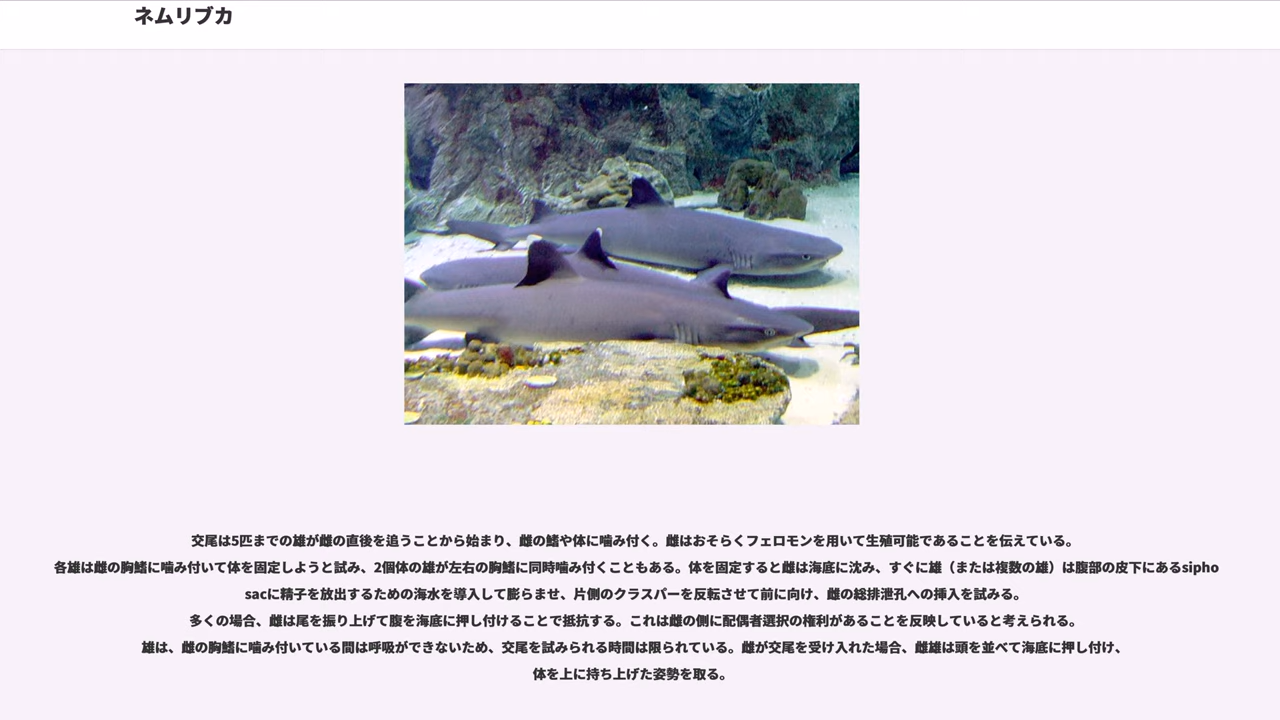 ネムリブカ
交尾は5匹までの雄が雌の直後を追うことから始まり、雌の鰭や体に噛み付く。雌はおそらくフェロモンを用いて生殖可能であることを伝えている。
各雄は雌の胸鰭に噛み付いて体を固定しようと試み、2個体の雄が左右の胸鰭に同時噛み付くこともある。体を固定すると雌は海底に沈み、すぐに雄（または複数の雄）は腹部の皮下にあるsipho
sacに精子を放出するための海水を導入して膨らませ、片側のクラスパーを反転させて前に向け、雌の総排泄孔への挿入を試みる。
多くの場合、雌は尾を振り上げて腹を海底に押し付けることで抵抗する。これは雌の側に配偶者選択の権利があることを反映していると考えられる。
雄は、雌の胸鰭に噛み付いている間は呼吸ができないため、交尾を試みられる時間は限られている。雌が交尾を受け入れた場合、雌雄は頭を並べて海底に押し付け、
体を上に持ち上げた姿勢を取る。